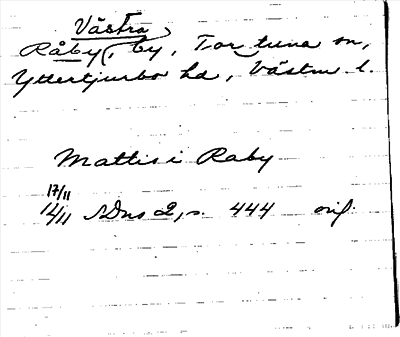 Västra
Råby, by, Tortuna sn,
Yttertjurbo hd, Västm l.
Mattis i Raby
17/11
14/11 SDns 2, s. 444 orig